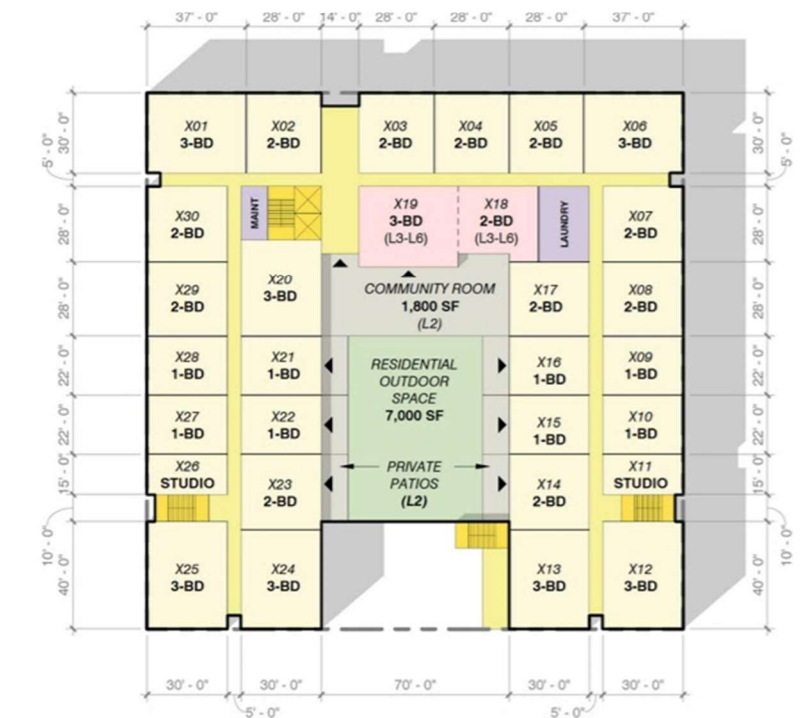 37' - 0" 28' - 0" 14' - 0" 28' - 0" 28' - 0" 28' - 0" 37' - 0"
X01
3-BD
X02
2-BD
X03
2-BD
X04
2-BD
X05
2-BD
X06
3-BD
30' - 0"
5' - 0"
30' - 0"
5' - 0"
X30
2-BD
MAINT
X19
3-BD
(L3-L6)
X18
2-BD
(L3-L6)
LAUNDRY
X07
2-BD
28' - 0"
28' - 0"
X29
2-BD
X20
3-BD
COMMUNITY ROOM
1,800 SF
(L2)
X17
2-BD
X08
2-BD
28' - 0"
28' - 0"
X28
1-BD
X21
1-BD
RESIDENTIAL
OUTDOOR
SPACE
7,000 SF
X16
1-BD
X09
1-BD
22' - 0"
22' - 0"
X27
1-BD
X22
1-BD
X15
1-BD
X10
1-BD
22' - 0"
22' - 0"
X26
STUDIO
X23
2-BD
PRIVATE
PATIOS
(L2)
X14
2-BD
X11
STUDIO
15' - 0"
15' - 0"
10' - 0"
10' - 0"
X25
3-BD
X24
3-BD
X13
3-BD
X12
3-BD
40' - 0"
40' - 0"
30' - 0" 30' - 0" 70' - 0" 30' - 0" 30' - 0"
5' - 0" 5' - 0"